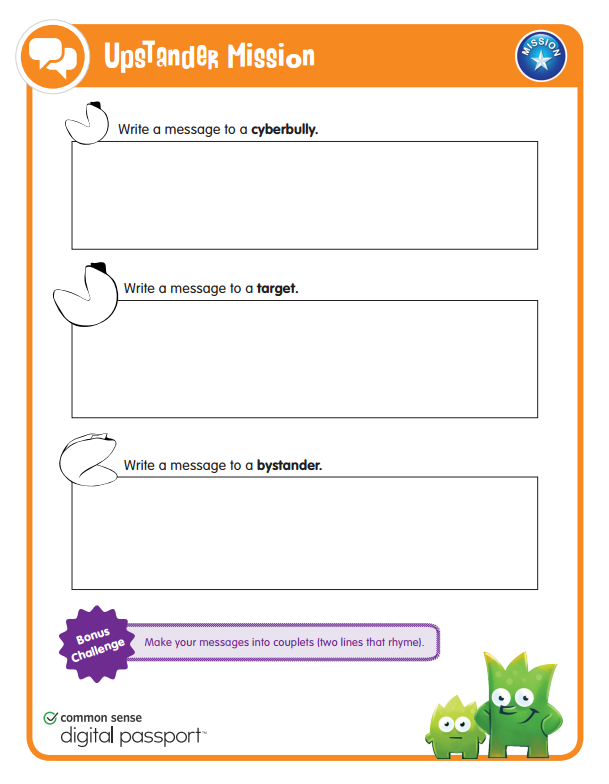 UpStander Mission
MISSION
Write a message to a cyberbully.
Write a message to a target.
Write a message to a bystander.
Bonus
Challenge
Make your messages into couplets (two lines that rhyme).
common sense
digital passport™